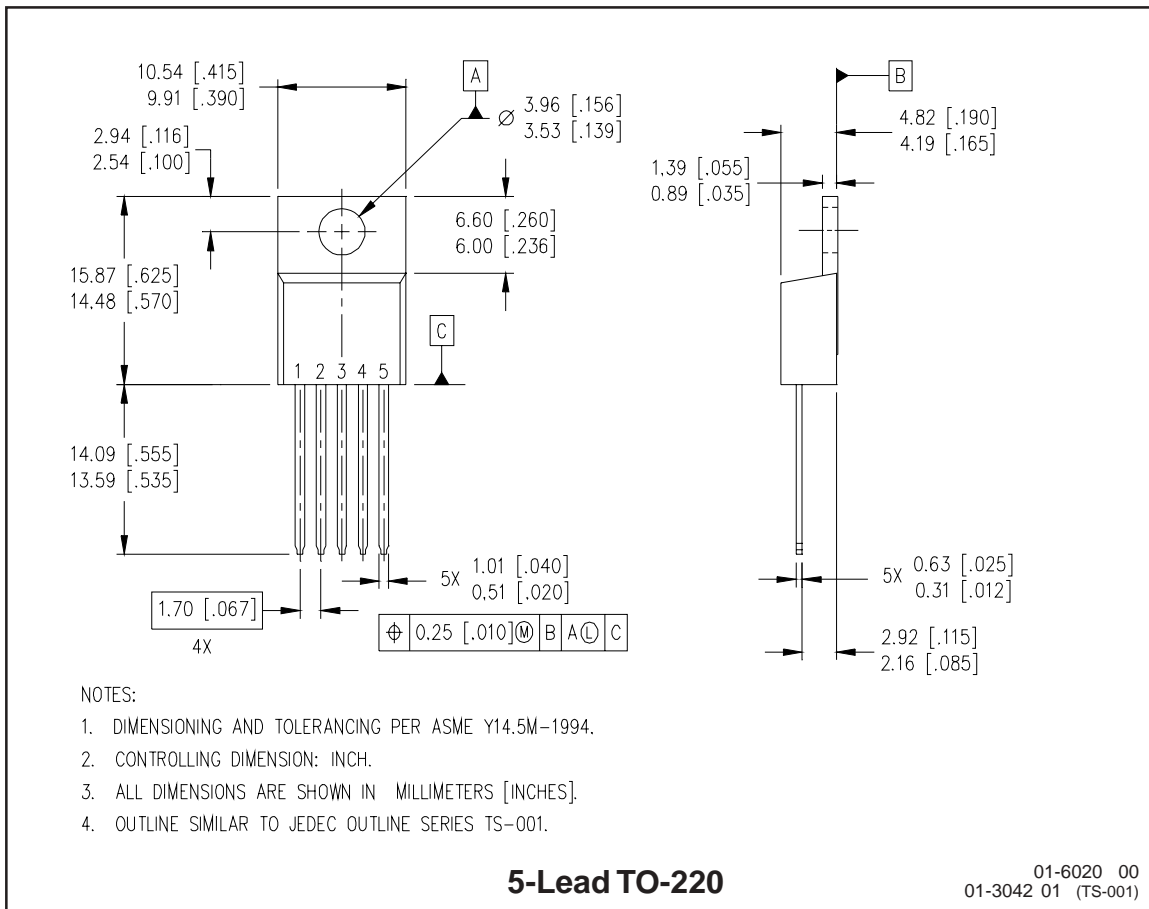 10.54 [.415]
9.91 [.390]
A
Ø 3.96 [.156]
3.53 [.139]
B
4.82 [.190]
4.19 [.165]
2.94 [.116]
2.54 [.100]
1.39 [.055]
0.89 [.035]
6.60 [.260]
6.00 [.236]
15.87 [.625]
14.48 [.570]
C
1 2 3 4 5
14.09 [.555]
13.59 [.535]
5X 1.01 [.040]
0.51 [.020]
5X 0.63 [.025]
0.31 [.012]
1.70 [.067]
4X
⌖ 0.25 [.010]Ⓜ B AⓁ C
2.92 [.115]
2.16 [.085]
NOTES:
1. DIMENSIONING AND TOLERANCING PER ASME Y14.5M-1994.
2. CONTROLLING DIMENSION: INCH.
3. ALL DIMENSIONS ARE SHOWN IN MILLIMETERS [INCHES].
4. OUTLINE SIMILAR TO JEDEC OUTLINE SERIES TS-001.
5-Lead TO-220
01-6020 00
01-3042 01 (TS-001)